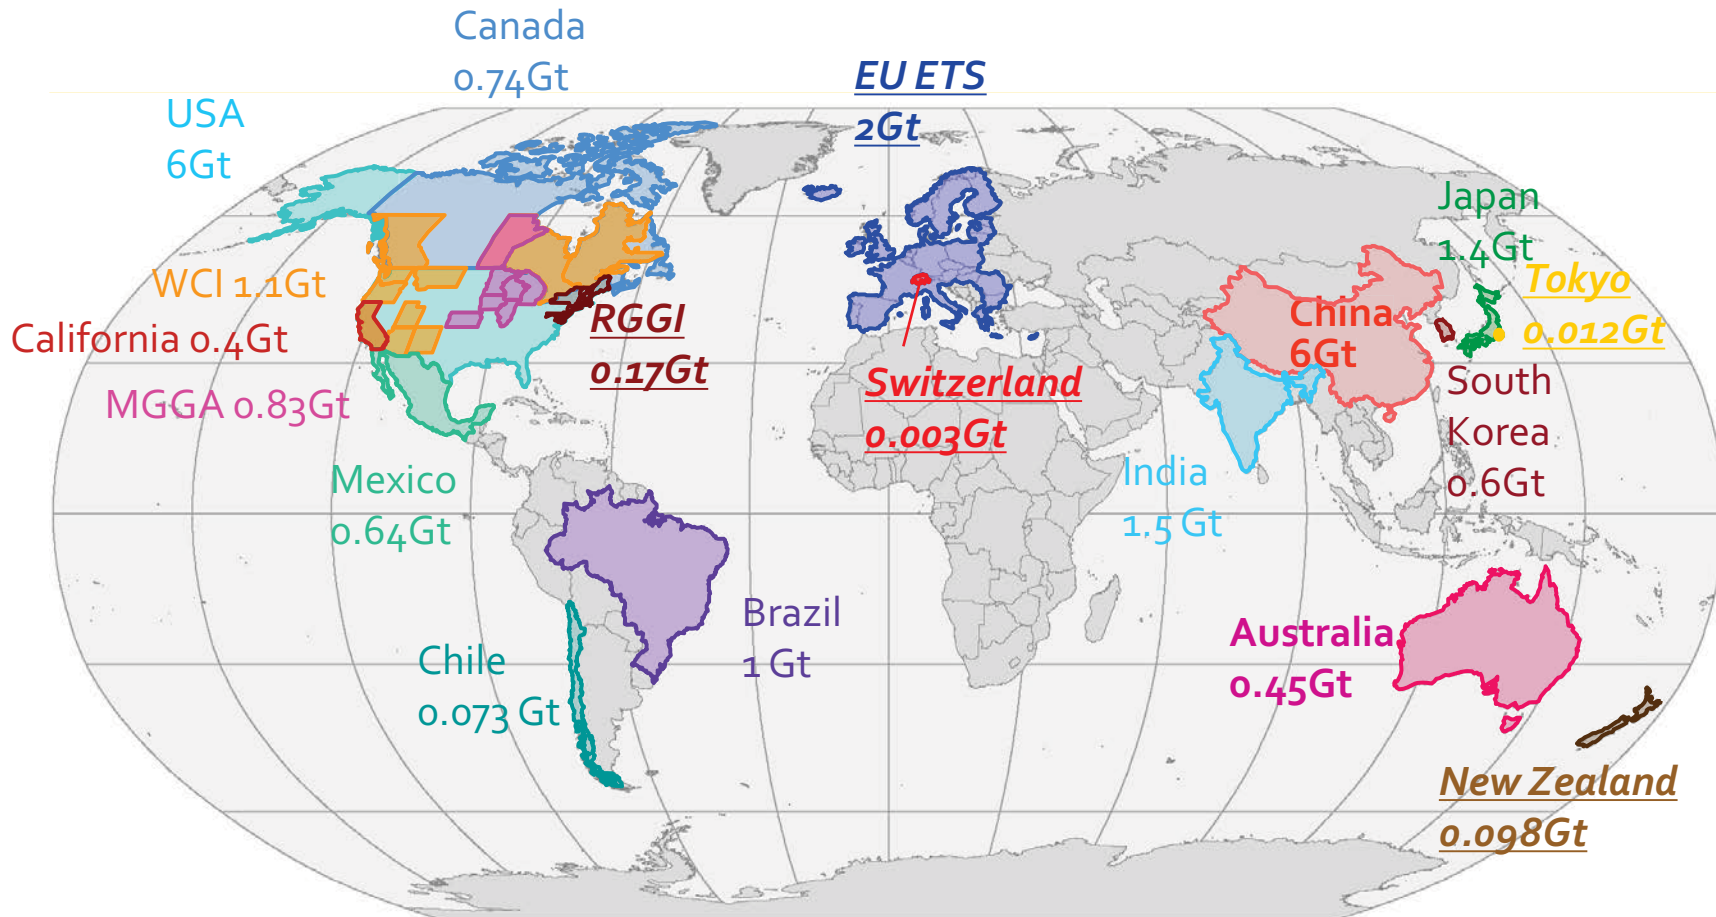 Canada
0.74Gt
EU ETS
2Gt
USA
6Gt
Japan
1.4Gt
WCI 1.1Gt
Tokyo
0.012Gt
California 0.4Gt
RGGI
0.17Gt
China
6Gt
MGGA 0.83Gt
Switzerland
0.003Gt
South
Korea
0.6Gt
Mexico
0.64Gt
India
1.5 Gt
Brazil
1 Gt
Chile
0.073 Gt
Australia
0.45Gt
New Zealand
0.098Gt